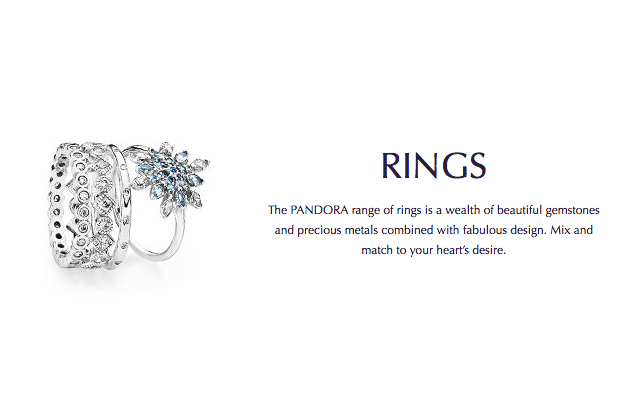 RINGS
The PANDORA range of rings is a wealth of beautiful gemstones
and precious metals combined with fabulous design. Mix and
match to your heart’s desire.